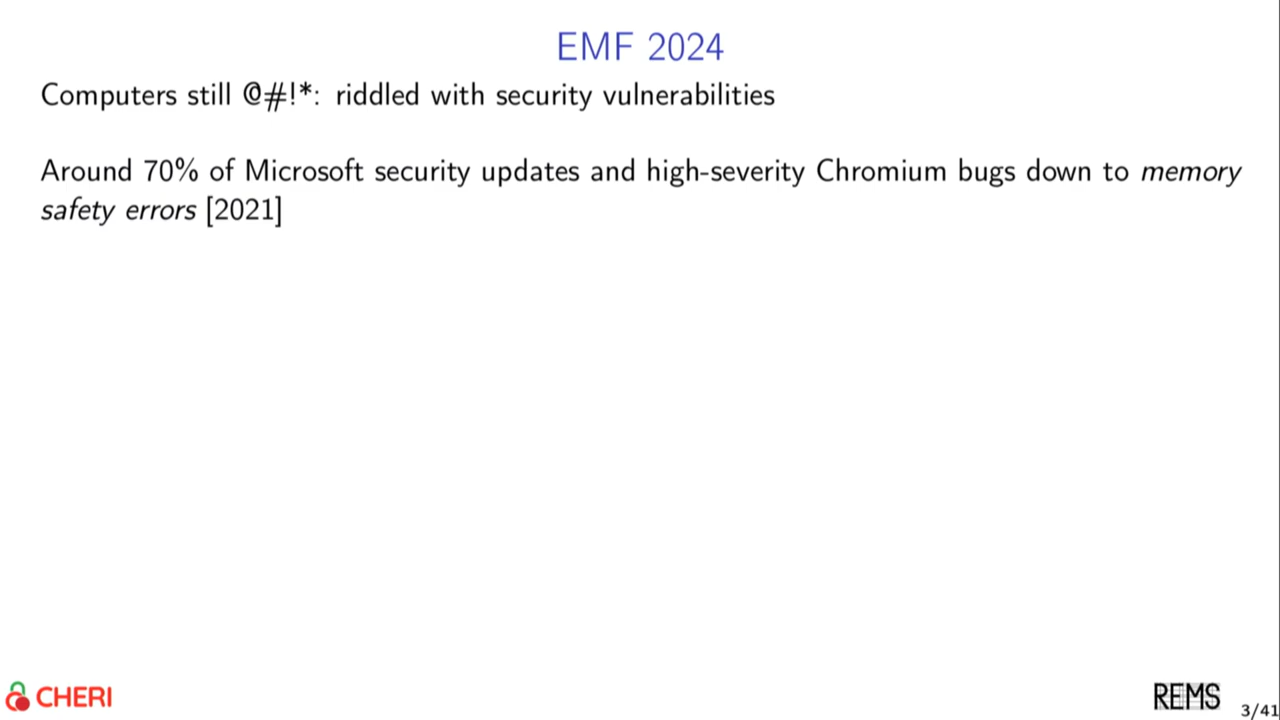 EMF 2024
Computers still @#!*: riddled with security vulnerabilities
Around 70% of Microsoft security updates and high-severity Chromium bugs down to memory
safety errors [2021]
CHERI
REMS
3/41